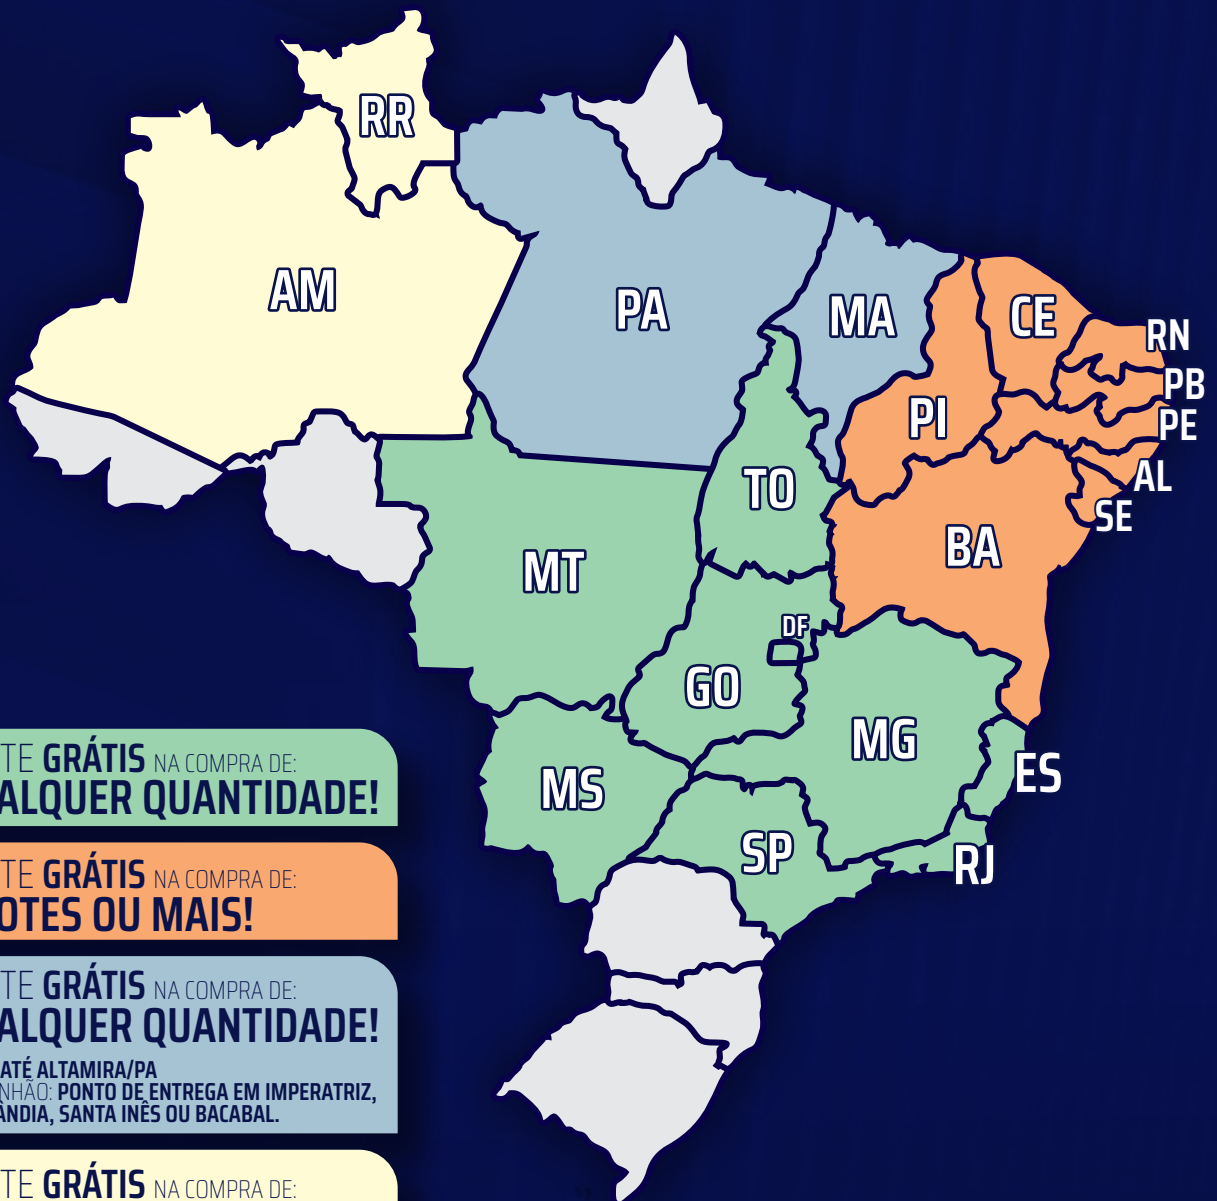 RR
AM
PA
MA
CE
RN
PB
PE
PI
AL
SE
TO
BA
MT
DF
GO
MG
ES
MS
SP
RJ
TE GRÁTIS NA COMPRA DE:
ALQUER QUANTIDADE!
TE GRÁTIS NA COMPRA DE:
OTES OU MAIS!
TE GRÁTIS NA COMPRA DE:
ALQUER QUANTIDADE!
ATÉ ALTAMIRA/PA
NHÃO: PONTO DE ENTREGA EM IMPERATRIZ,
ÂNDIA, SANTA INÊS OU BACABAL.
TE GRÁTIS NA COMPRA DE: